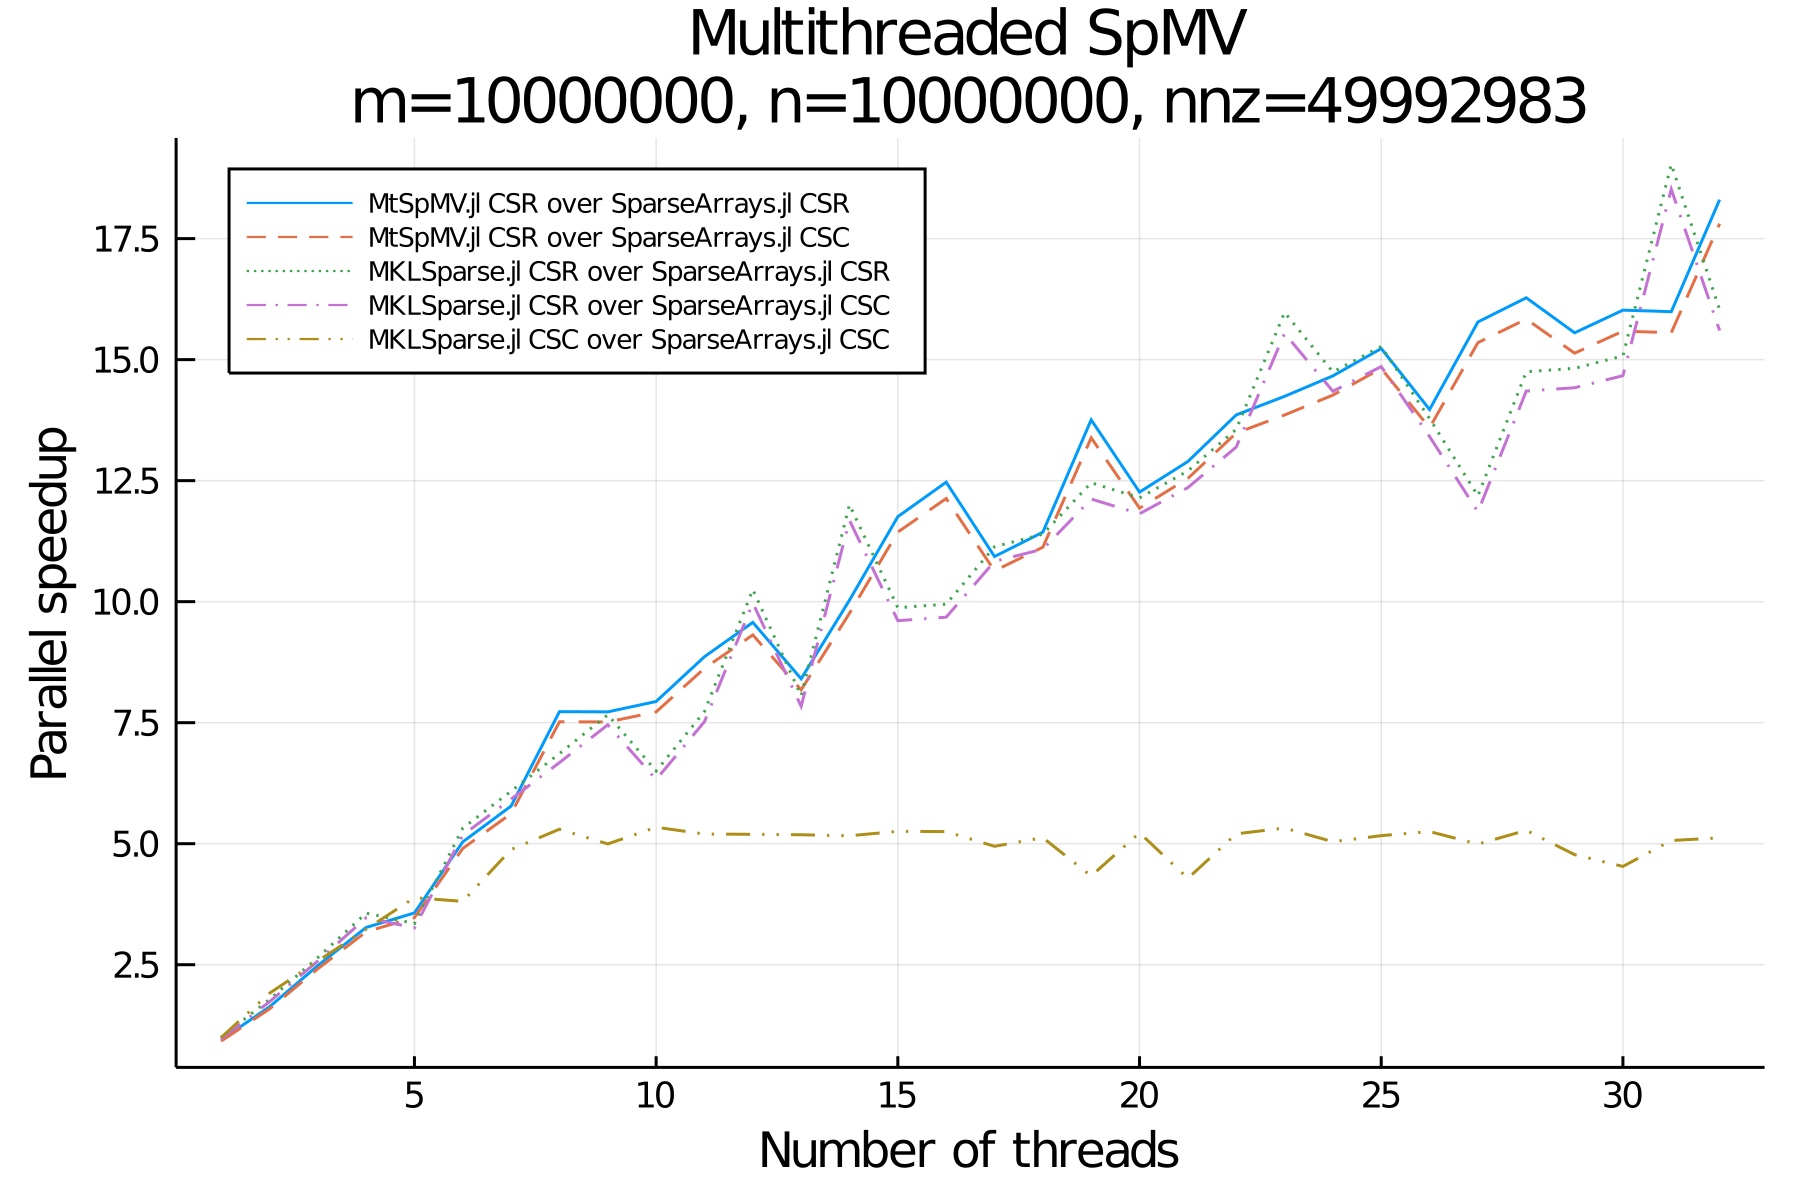 Multithreaded SpMV
m=10000000, n=10000000, nnz=49992983
MtSpMV.jl CSR over SparseArrays.jl CSR
MtSpMV.jl CSR over SparseArrays.jl CSC
MKLSparse.jl CSR over SparseArrays.jl CSR
MKLSparse.jl CSR over SparseArrays.jl CSC
MKLSparse.jl CSC over SparseArrays.jl CSC
Parallel speedup
17.5
15.0
12.5
10.0
7.5
5.0
2.5
5 10 15 20 25 30
Number of threads